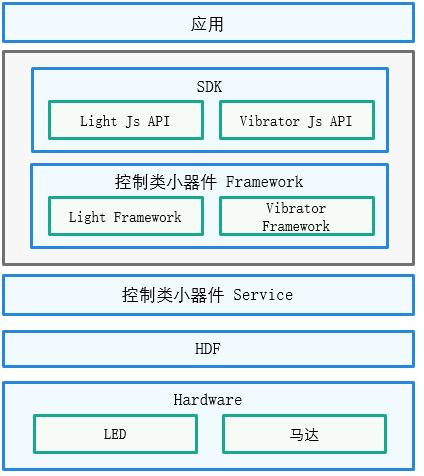 应用
SDK
Light Js API
Vibrator Js API
控制类小器件 Framework
Light Framework
Vibrator
Framework
控制类小器件 Service
HDF
Hardware
LED
马达